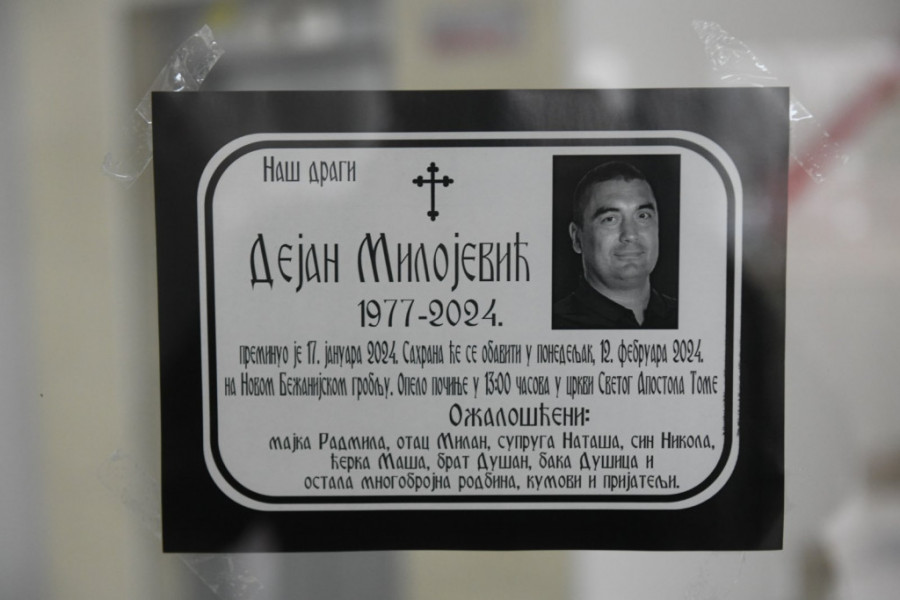 Наш драги
Дејан Милојевић
1977-2024.
преминуо је 17. јануара 2024. Сахрана ће се обавити у понедељак, 12. фебруара 2024.
на Новом Бежанијском гробљу. Опело почиње у 13:00 часова у цркви Светог Апостола Томе
Ожалошћени:
мајка Радмила, отац Милан, супруга Наташа, син Никола,
ћерка Маша, брат Душан, бака Душица и
остала многобројна родбина, кумови и пријатељи.